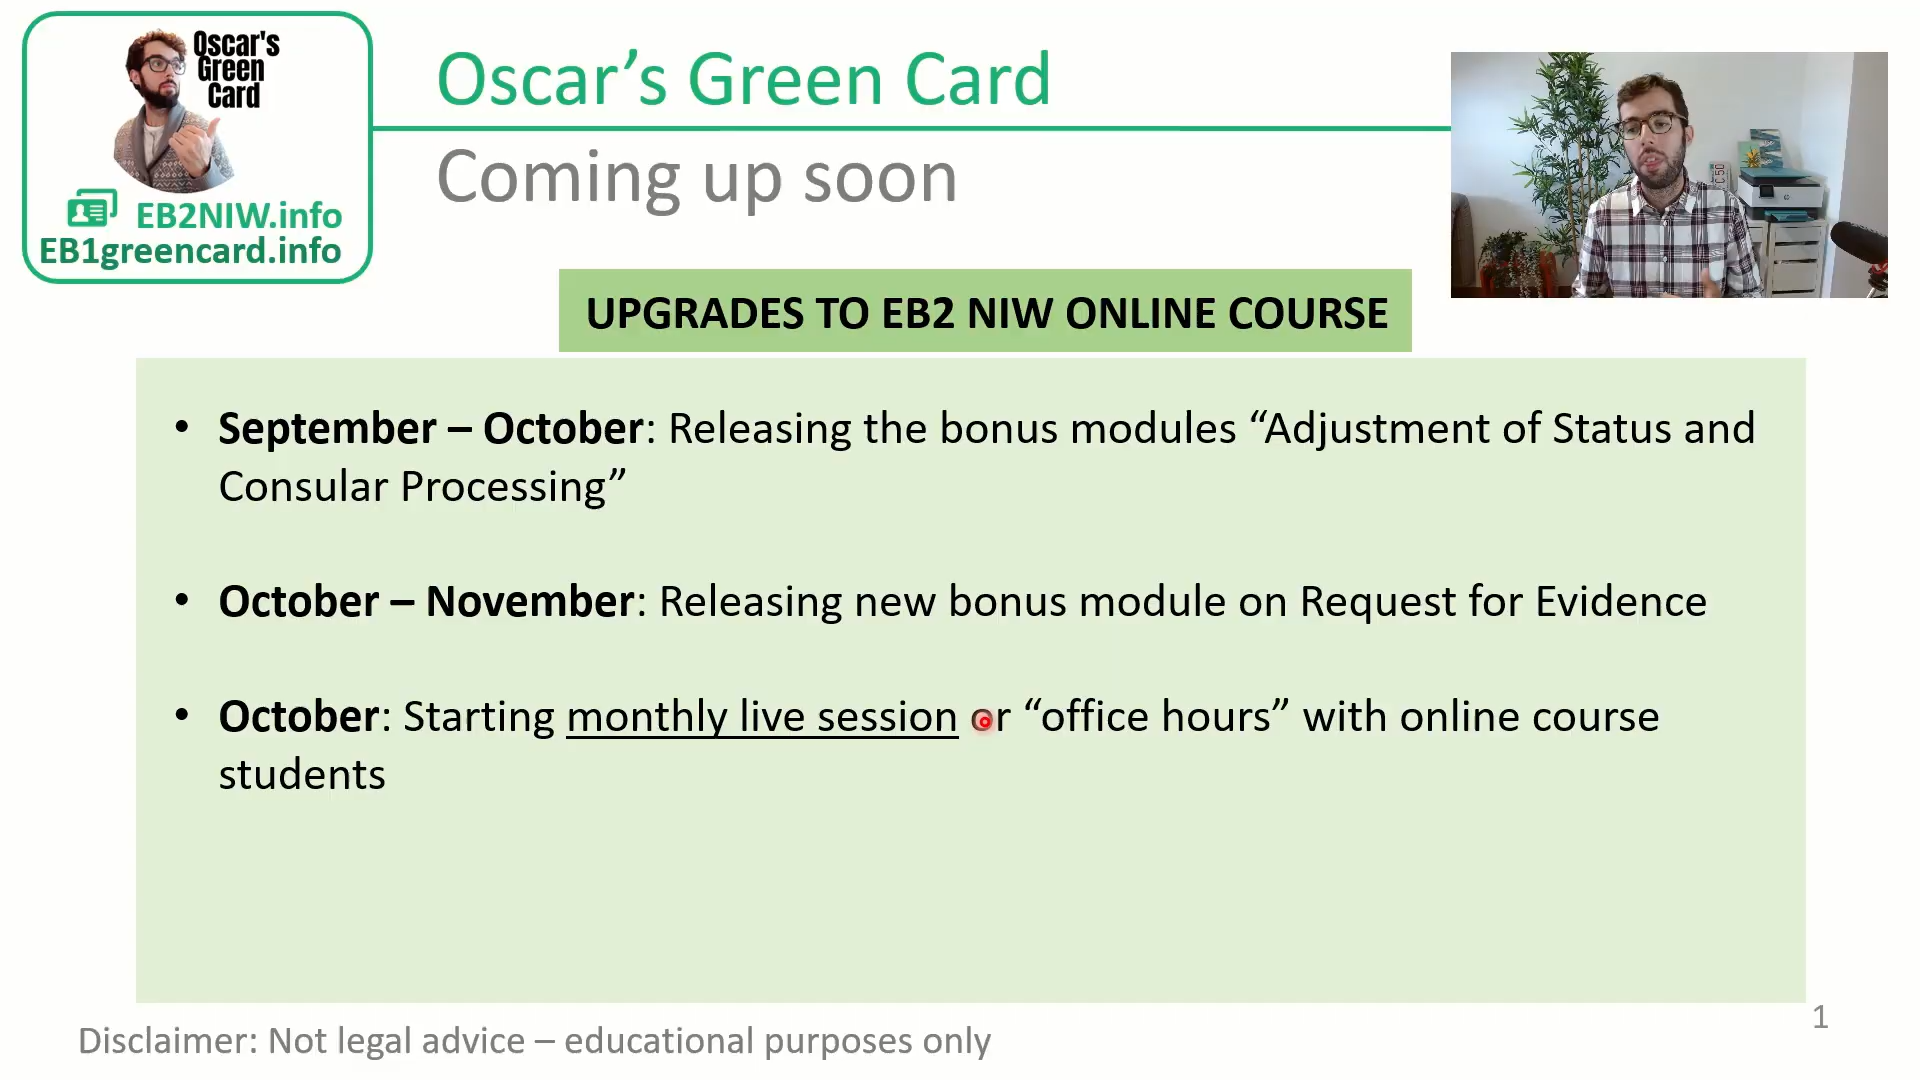 Oscar's
Green
Card
EB2NIW.info
EB1greencard.info
Oscar’s Green Card
Coming up soon
UPGRADES TO EB2 NIW ONLINE COURSE
• September – October: Releasing the bonus modules “Adjustment of Status and
Consular Processing”
• October – November: Releasing new bonus module on Request for Evidence
• October: Starting monthly live session or “office hours” with online course
students
Disclaimer: Not legal advice – educational purposes only
1